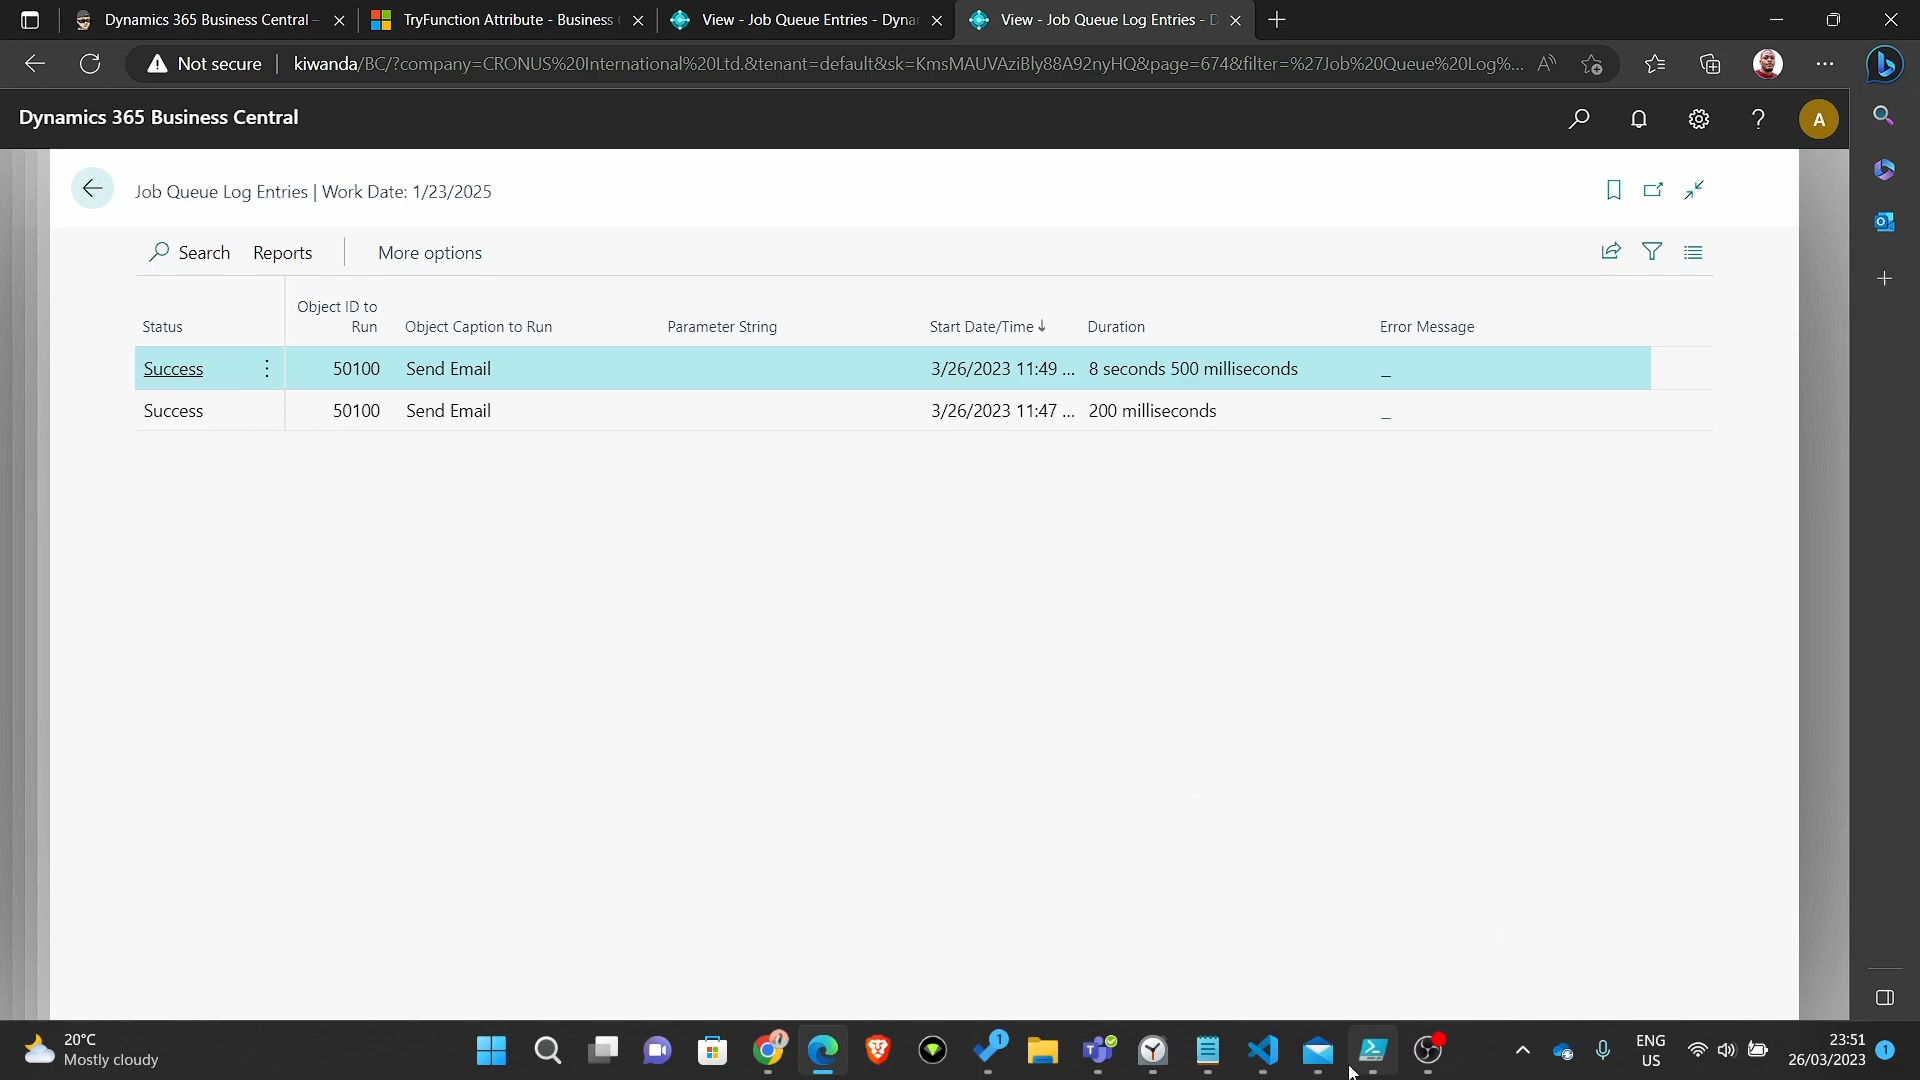 Dynamics 365 Business Central –
TryFunction Attribute - Business
View - Job Queue Entries - Dyna
View - Job Queue Log Entries - D
Not secure
kiwanda/BC/?company=CRONUS%20International%20Ltd.&tenant=default&sk=KmsMAUVAziBly88A92nyHQ&page=674&filter=%27Job%20Queue%20Log%...
Dynamics 365 Business Central
A
Job Queue Log Entries | Work Date: 1/23/2025
Search
Reports
More options
Status
Object ID to
Run
Object Caption to Run
Parameter String
Start Date/Time ↓
Duration
Error Message
Success
50100
Send Email
3/26/2023 11:49 ...
8 seconds 500 milliseconds
_
Success
50100
Send Email
3/26/2023 11:47 ...
200 milliseconds
_
20°C
Mostly cloudy
1
ENG
US
23:51
26/03/2023
1